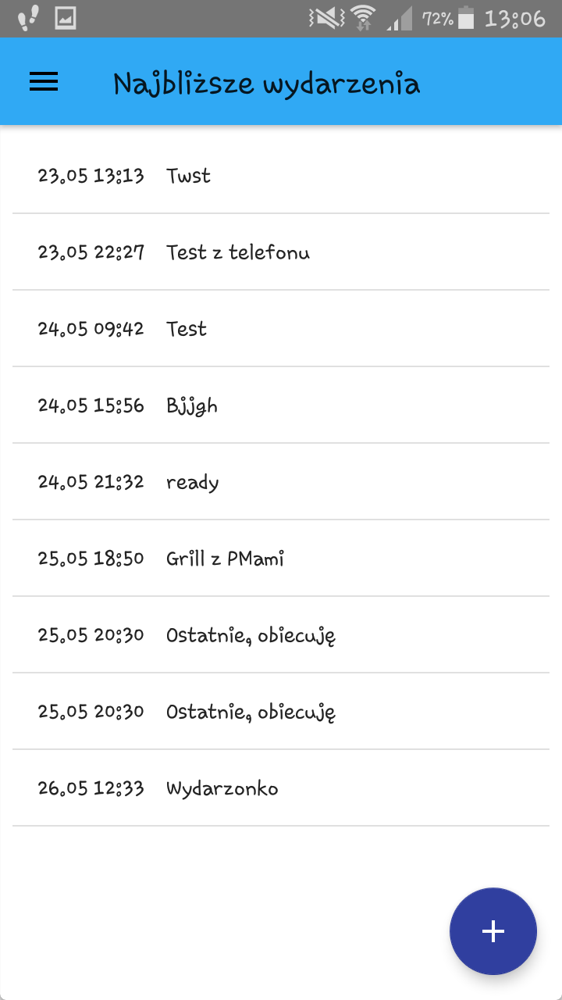 72% 13:06
Najbliższe wydarzenia
23.05 13:13 Twst
23.05 22:27 Test z telefonu
24.05 09:42 Test
24.05 15:56 Bjjgh
24.05 21:32 ready
25.05 18:50 Grill z PMami
25.05 20:30 Ostatnie, obiecuję
25.05 20:30 Ostatnie, obiecuję
26.05 12:33 Wydarzonko
+